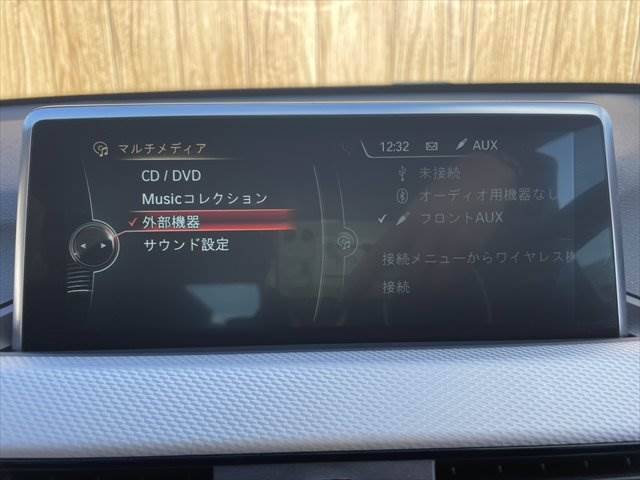 マルチメディア
12:32 AUX
CD / DVD
Musicコレクション
外部機器
サウンド設定
未接続
オーディオ用機器なし
フロントAUX
接続メニューからワイヤレス
接続